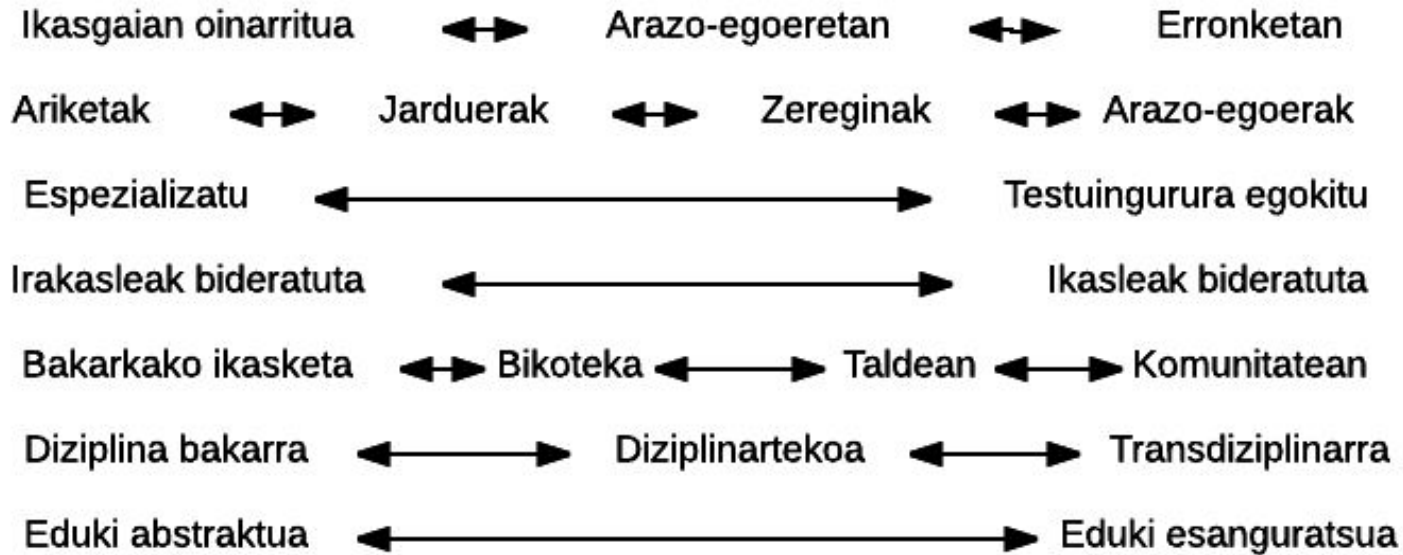 Ikasgaian oinarritua Arazo-egoeretan Erronketan
Ariketak Jarduerak Zereginak Arazo-egoerak
Espezializatu Testuingurura egokitu
Irakasleak bideratuta Ikasleak bideratuta
Bakarkako ikasketa Bikoteka Taldean Komunitatean
Diziplina bakarra Diziplinartekoa Transdiziplinarra
Eduki abstraktua Eduki esanguratsua